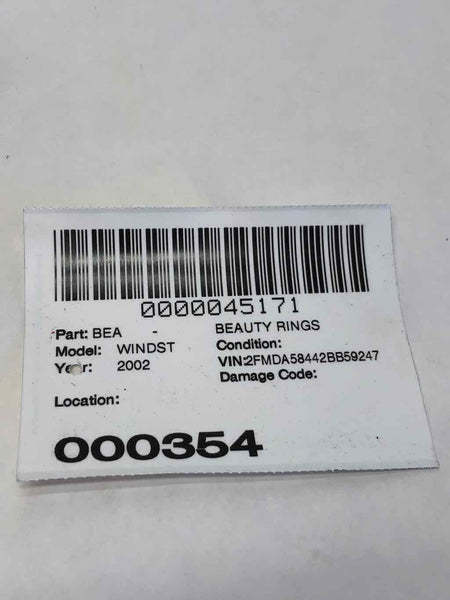 0000045171
Part: BEA - BEAUTY RINGS
Model: WINDST Condition:
Year: 2002 VIN:2FMDA58442BB59247
Damage Code:
Location:
000354